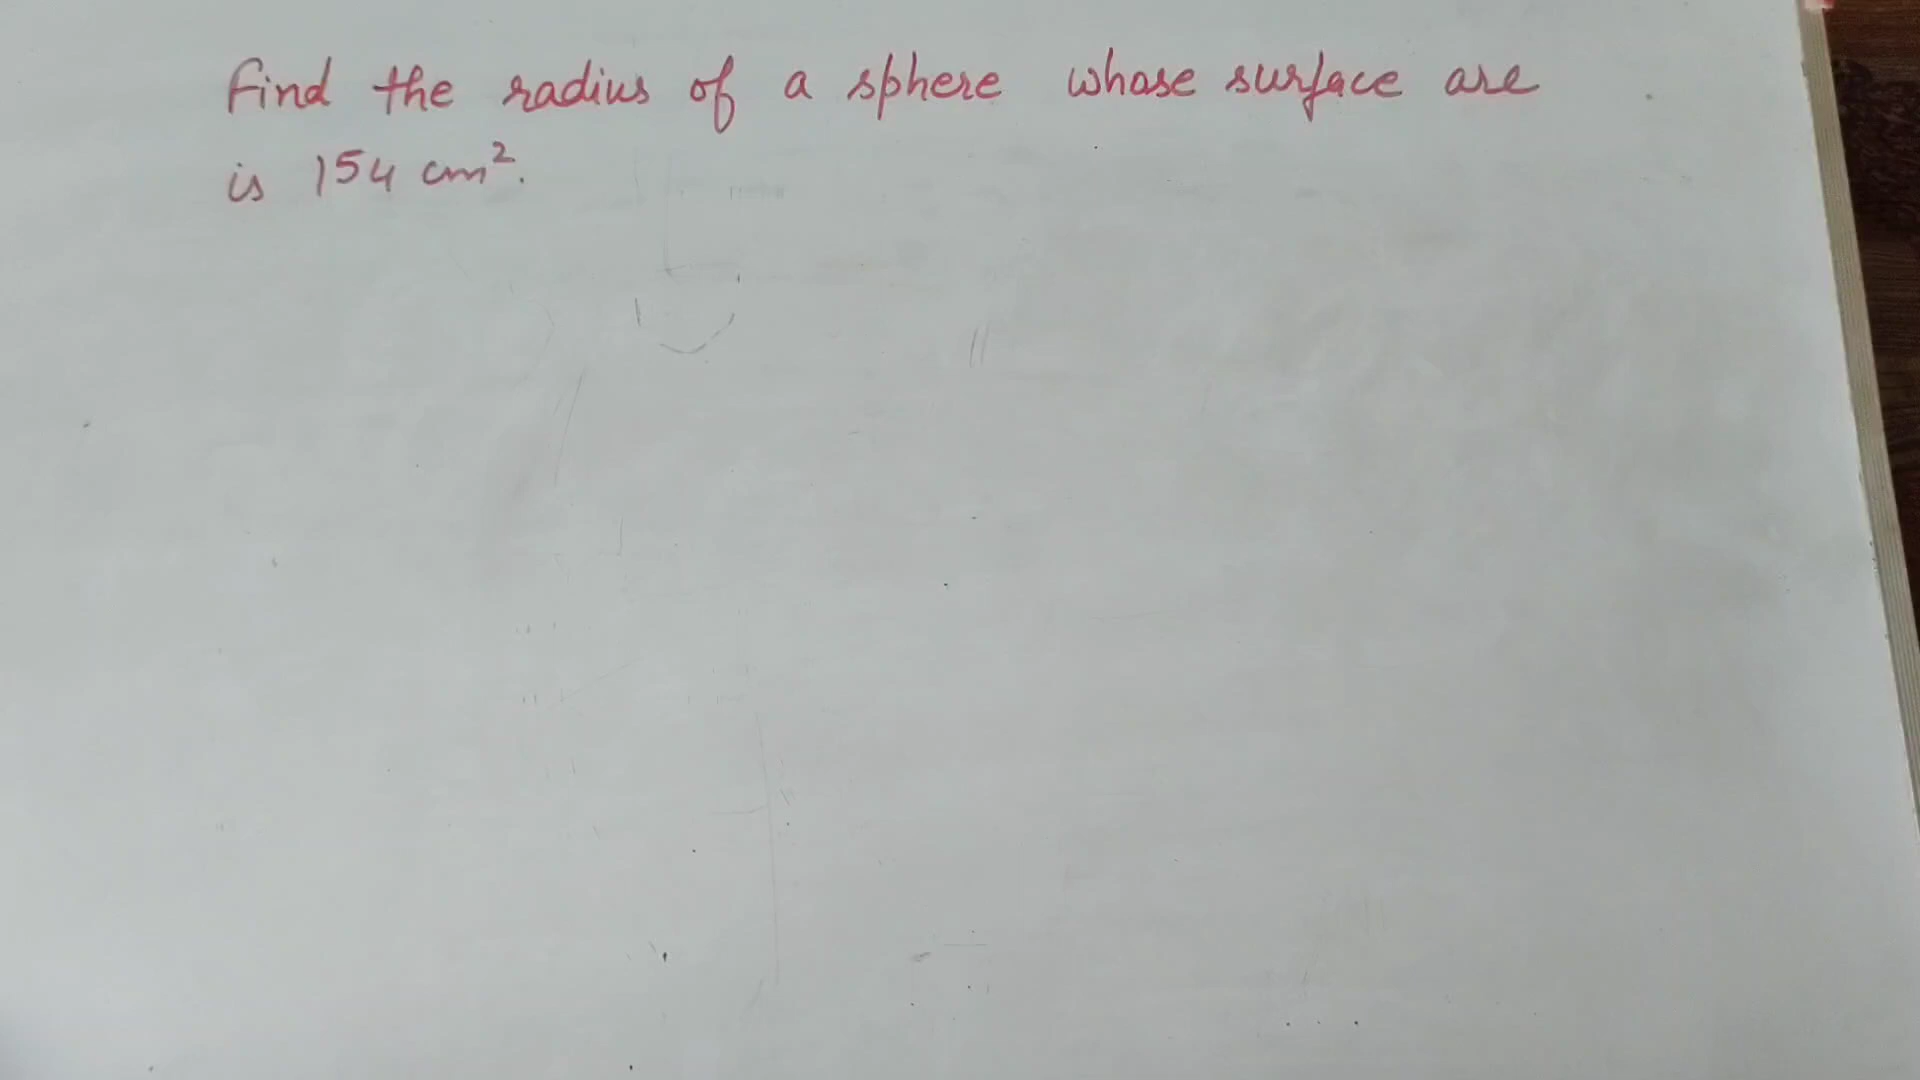 Find the radius of a sphere whose surface are
is 154 cm².